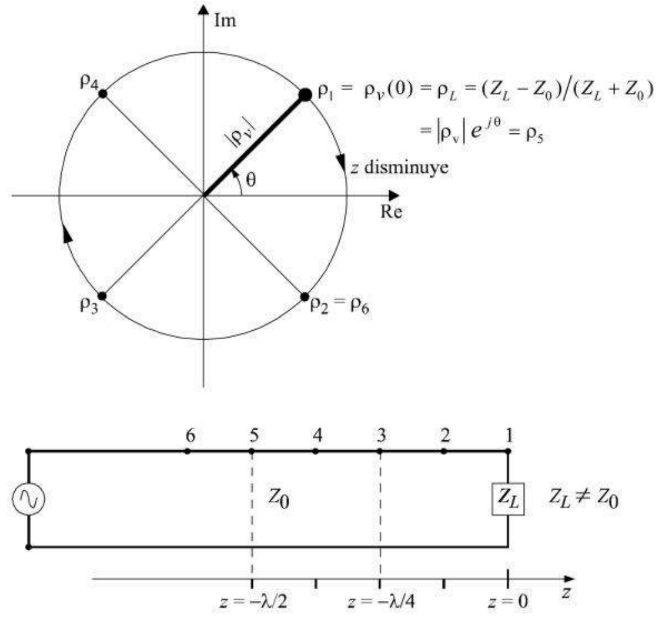 Im
ρ4
ρ1 = ρv(0) = ρL = (ZL – Z0)/(ZL + Z0)
|ρv|
= |ρv| e^jθ = ρ5
z disminuye
θ
Re
ρ3
ρ2 = ρ6
6 5 4 3 2 1
Z0 ZL ZL ≠ Z0
z = –λ/2 z = –λ/4 z = 0 z